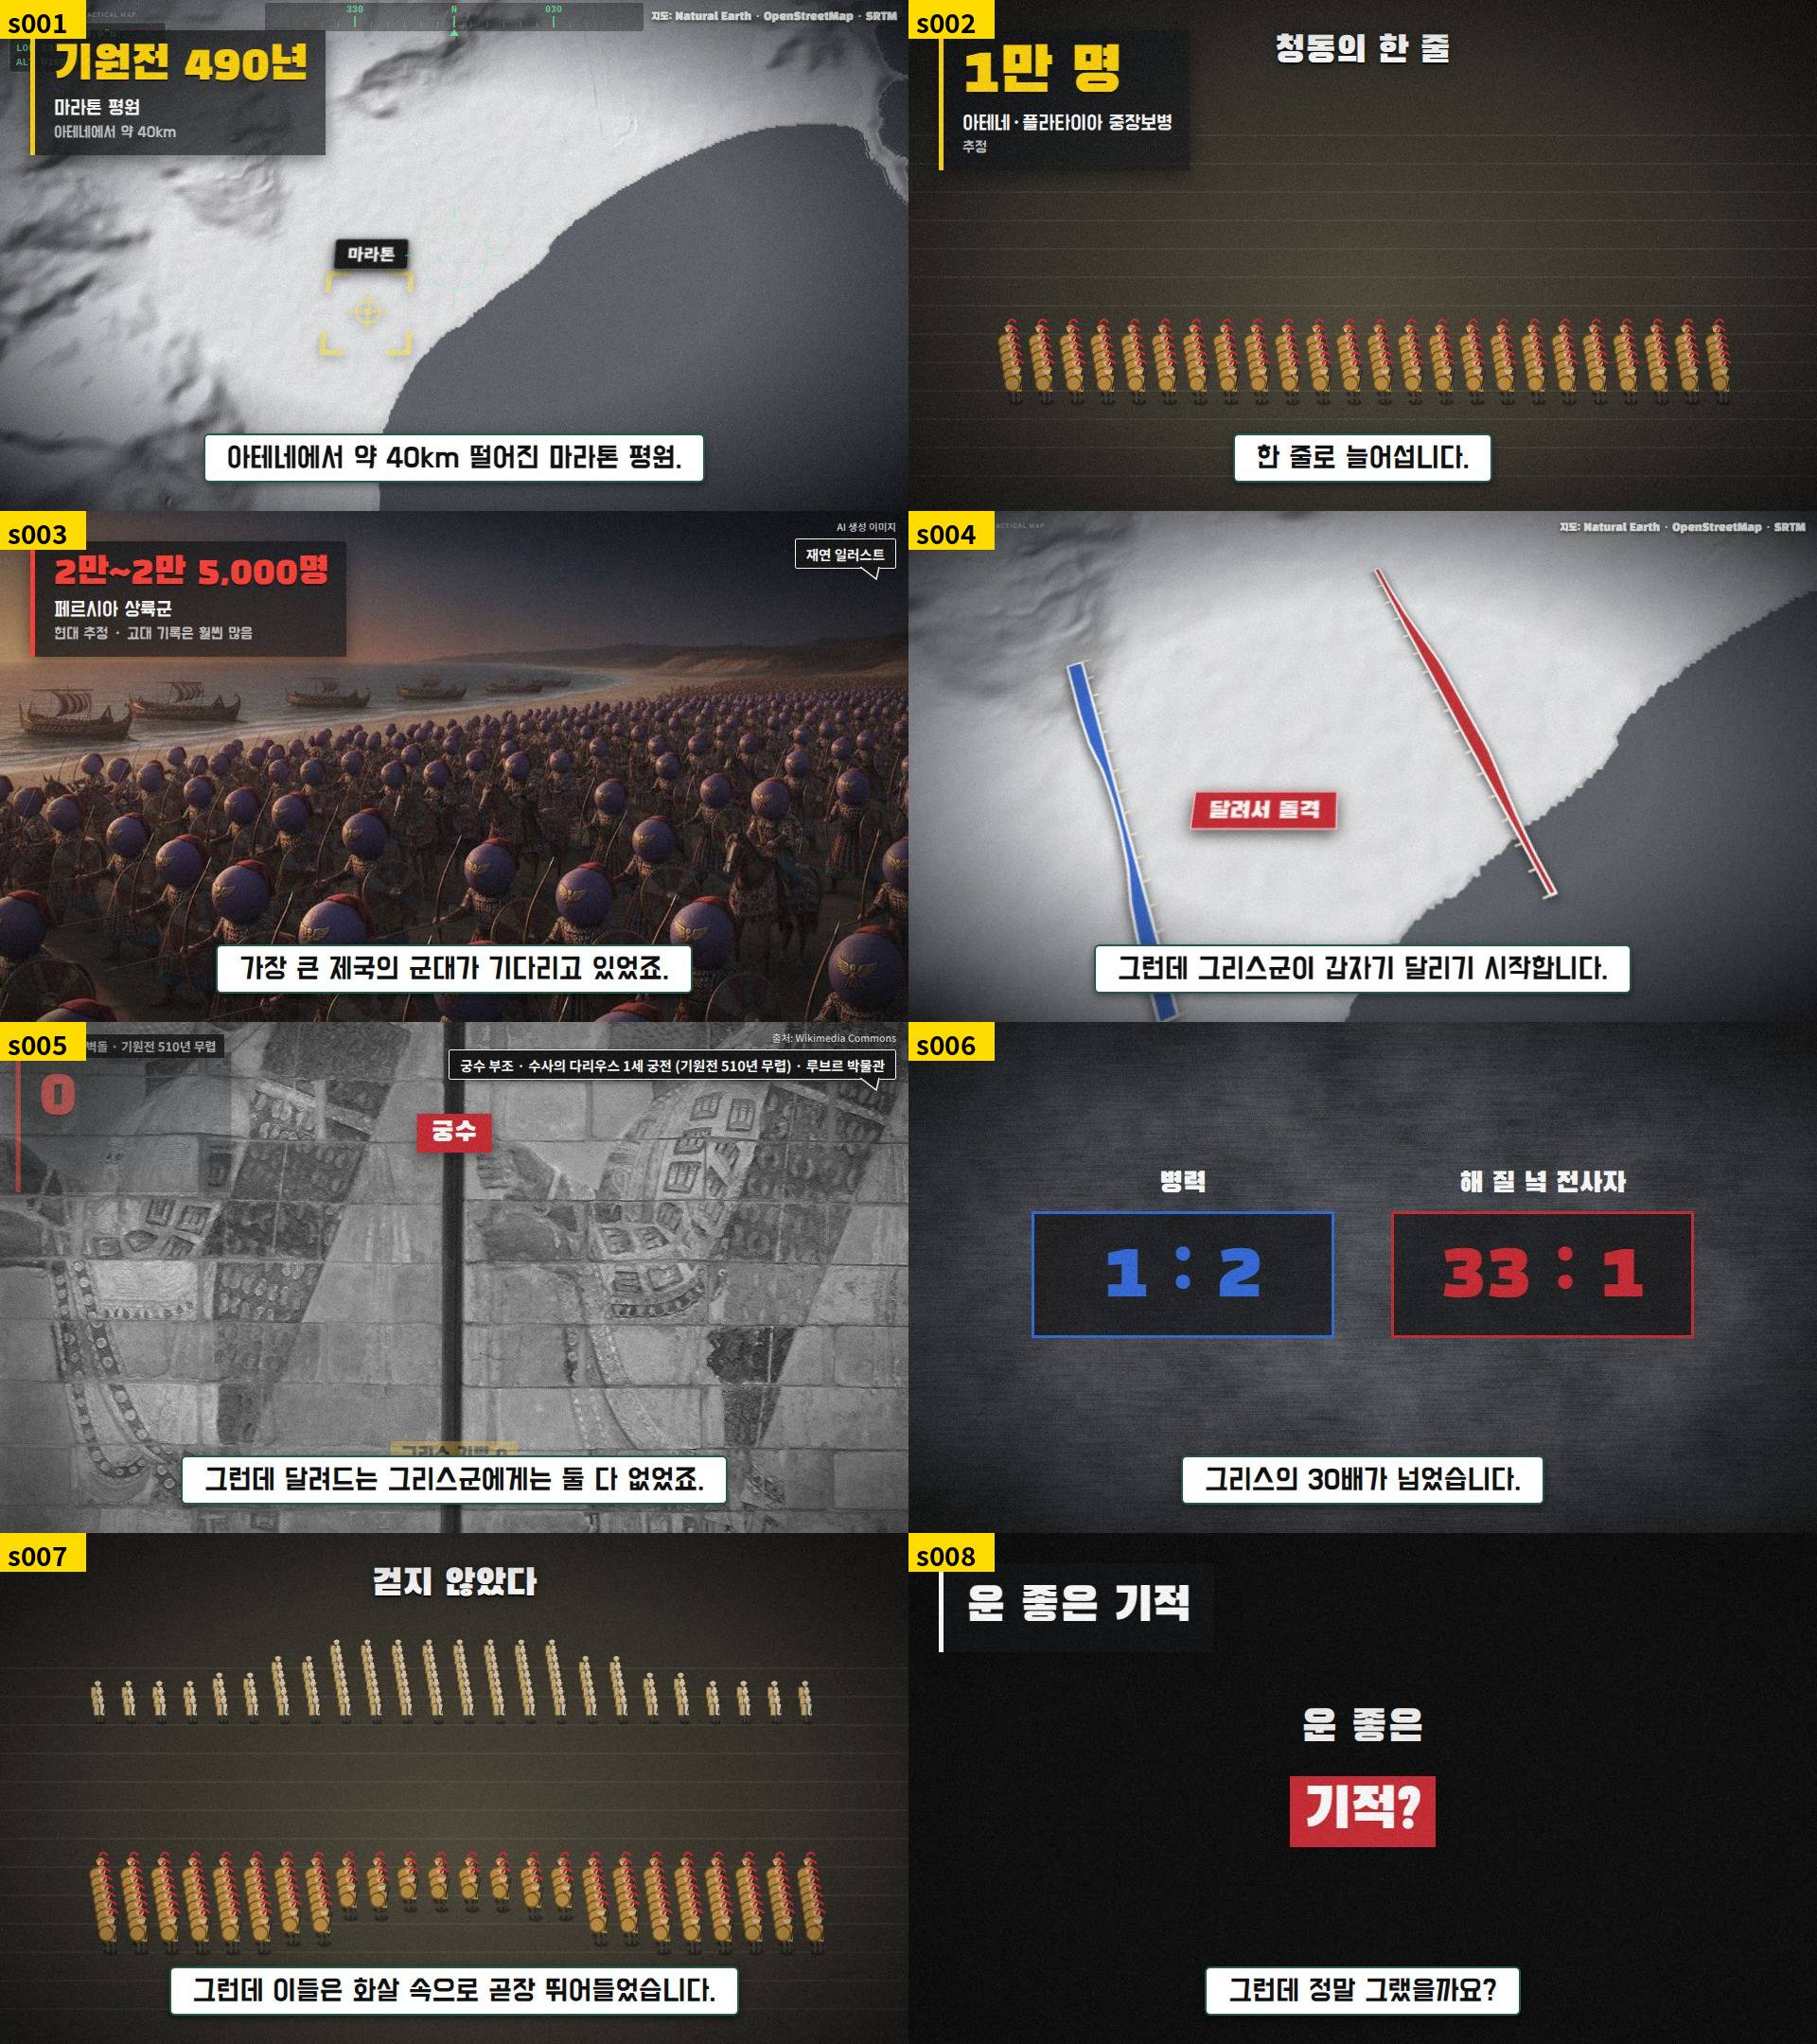 s001
330 N 030
지도: Natural Earth · OpenStreetMap · SRTM
기원전 490년
마라톤 평원
아테네에서 약 40km
마라톤
아테네에서 약 40km 떨어진 마라톤 평원.
s002
1만 명
아테네·플라타이아 중장보병
추정
청동의 한 줄
한 줄로 늘어섭니다.
s003
2만~2만 5,000명
페르시아 상륙군
현대 추정 · 고대 기록은 훨씬 많음
AI 생성 이미지
재연 일러스트
가장 큰 제국의 군대가 기다리고 있었죠.
s004
ACTICAL MAP
지도: Natural Earth · OpenStreetMap · SRTM
달려서 돌격
그런데 그리스군이 갑자기 달리기 시작합니다.
s005
벽돌 · 기원전 510년 무렵
0
출처: Wikimedia Commons
궁수 부조 · 수사의 다리우스 1세 궁전 (기원전 510년 무렵) · 루브르 박물관
궁수
그런데 달려드는 그리스군에게는 둘 다 없었죠.
s006
병력
1 : 2
해 질 녘 전사자
33 : 1
그리스의 30배가 넘었습니다.
s007
걷지 않았다
그런데 이들은 화살 속으로 곧장 뛰어들었습니다.
s008
운 좋은 기적
운 좋은
기적?
그런데 정말 그랬을까요?